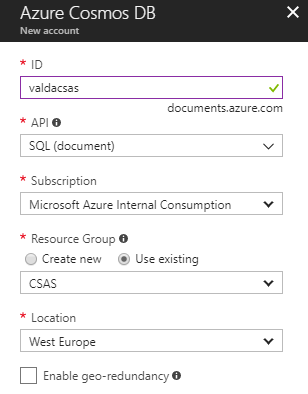 Azure Cosmos DB
New account
* ID
valdacsas
documents.azure.com
* API
SQL (document)
* Subscription
Microsoft Azure Internal Consumption
* Resource Group
Create new Use existing
CSAS
* Location
West Europe
Enable geo-redundancy